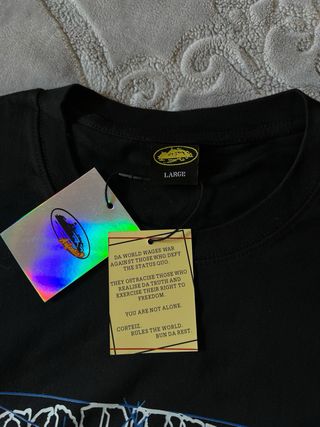 LARGE
DA WORLD WAGES WAR
AGAINST THOSE WHO DEFY
THE STATUS QUO.
THEY OSTRACISE THOSE WHO
REALISE DA TRUTH AND
EXERCISE THEIR RIGHT TO
FREEDOM.
YOU ARE NOT ALONE.
CORTEIZ,
RULES THE WORLD.
BUN DA REST.